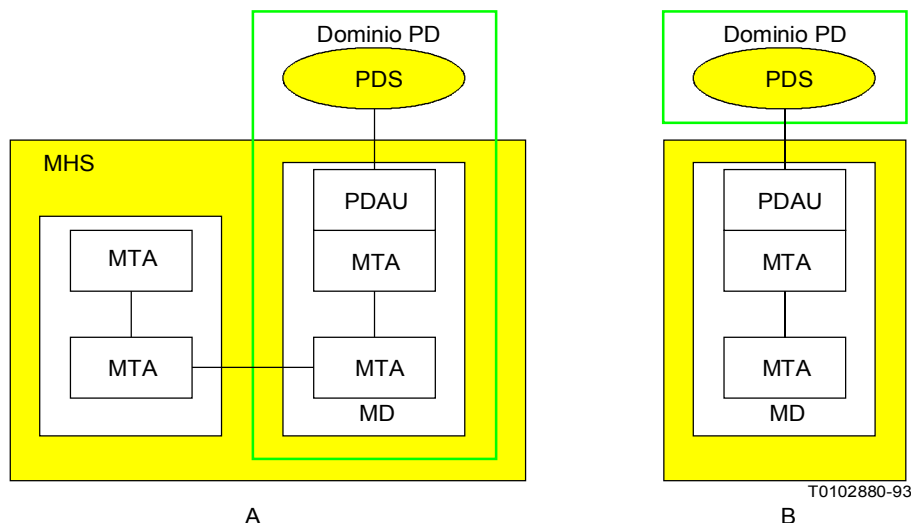 Dominio PD
PDS
MHS
PDAU
MTA
MTA
MTA
MTA
MD
A
Dominio PD
PDS
PDAU
MTA
MTA
MD
T0102880-93
B